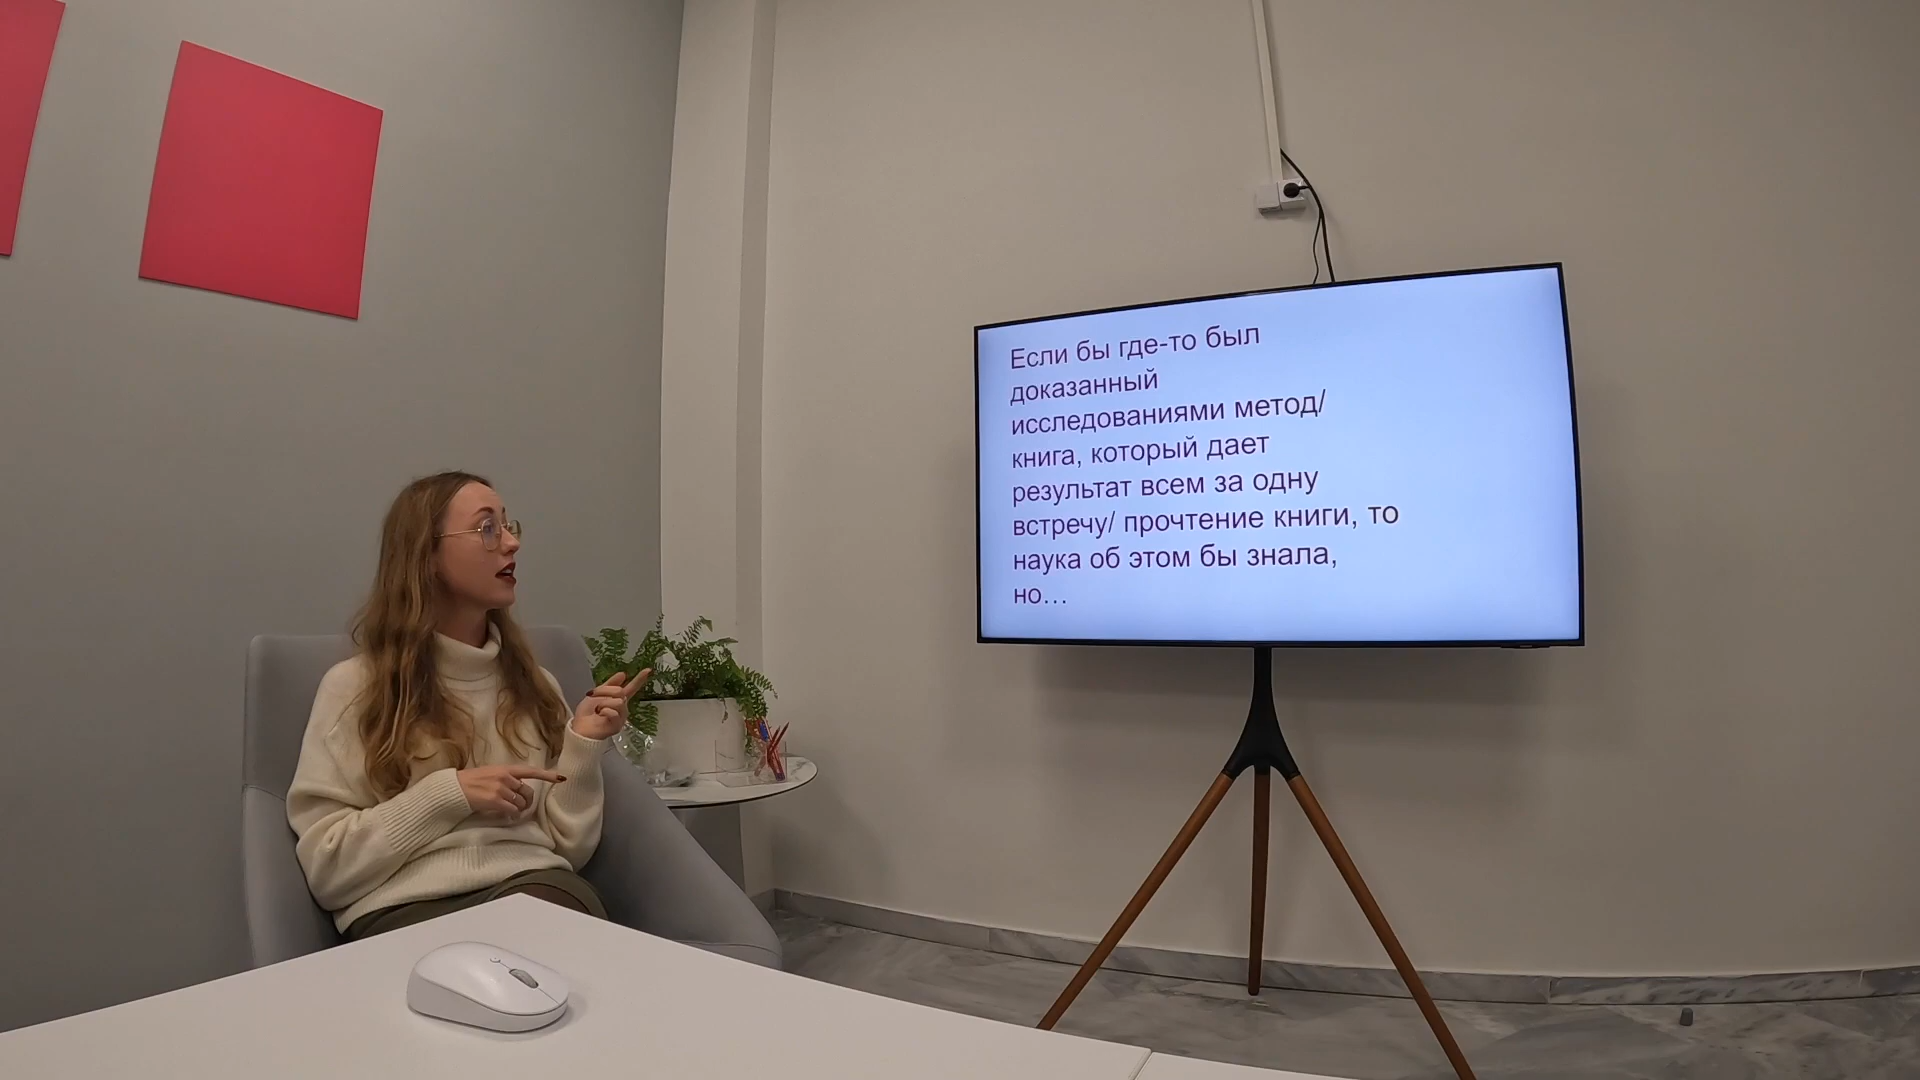 Если бы где-то был
доказанный
исследованиями метод/
книга, который дает
результат всем за одну
встречу/ прочтение книги, то
наука об этом бы знала,
но…